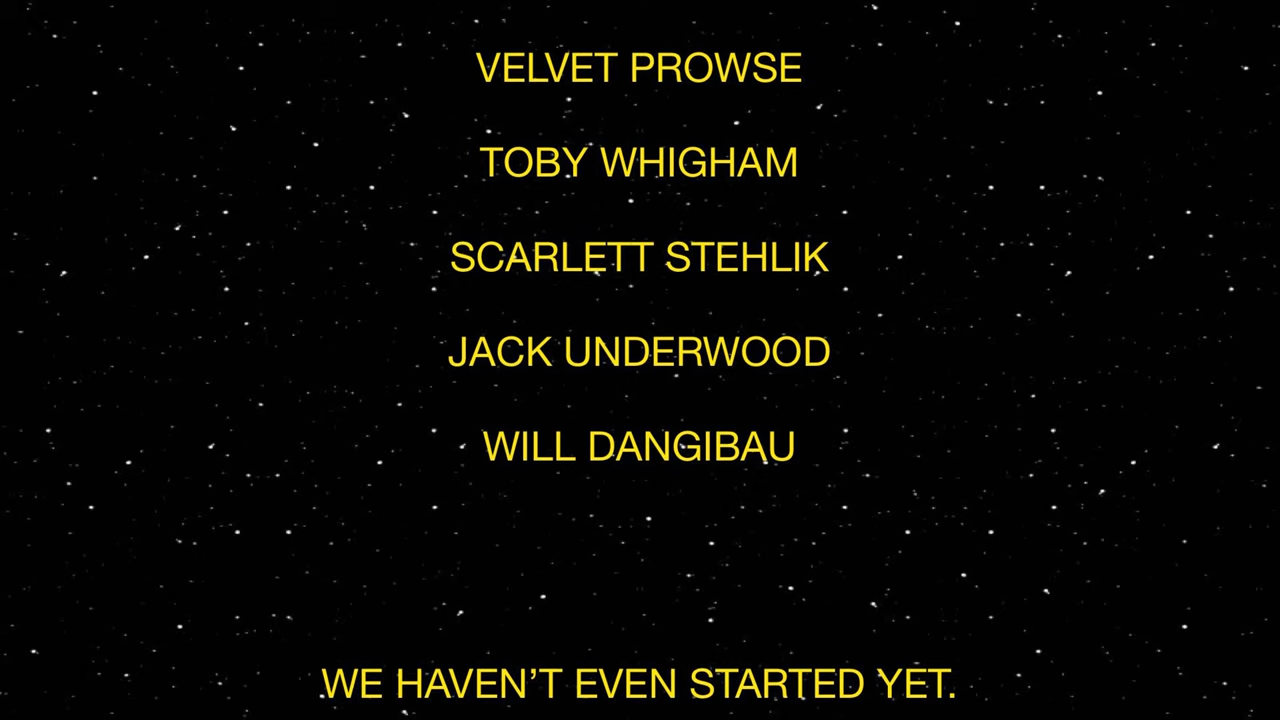 VELVET PROWSE
TOBY WHIGHAM
SCARLETT STEHLIK
JACK UNDERWOOD
WILL DANGIBAU
WE HAVEN’T EVEN STARTED YET.